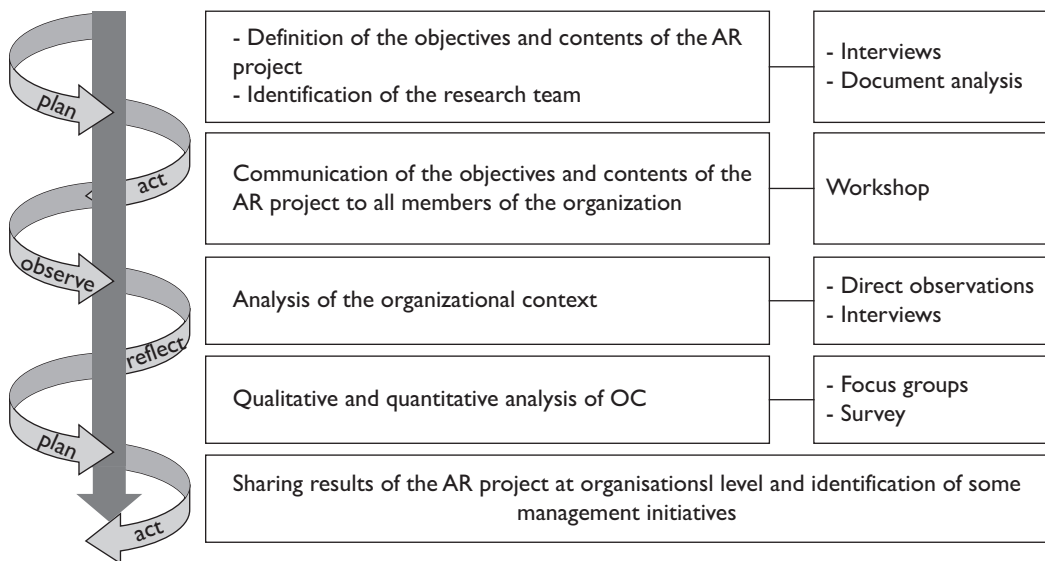 plan
act
observe
reflect
plan
act
- Definition of the objectives and contents of the AR
project
- Identification of the research team
- Interviews
- Document analysis
Communication of the objectives and contents of the
AR project to all members of the organization
Workshop
Analysis of the organizational context
- Direct observations
- Interviews
Qualitative and quantitative analysis of OC
- Focus groups
- Survey
Sharing results of the AR project at organisationsl level and identification of some
management initiatives